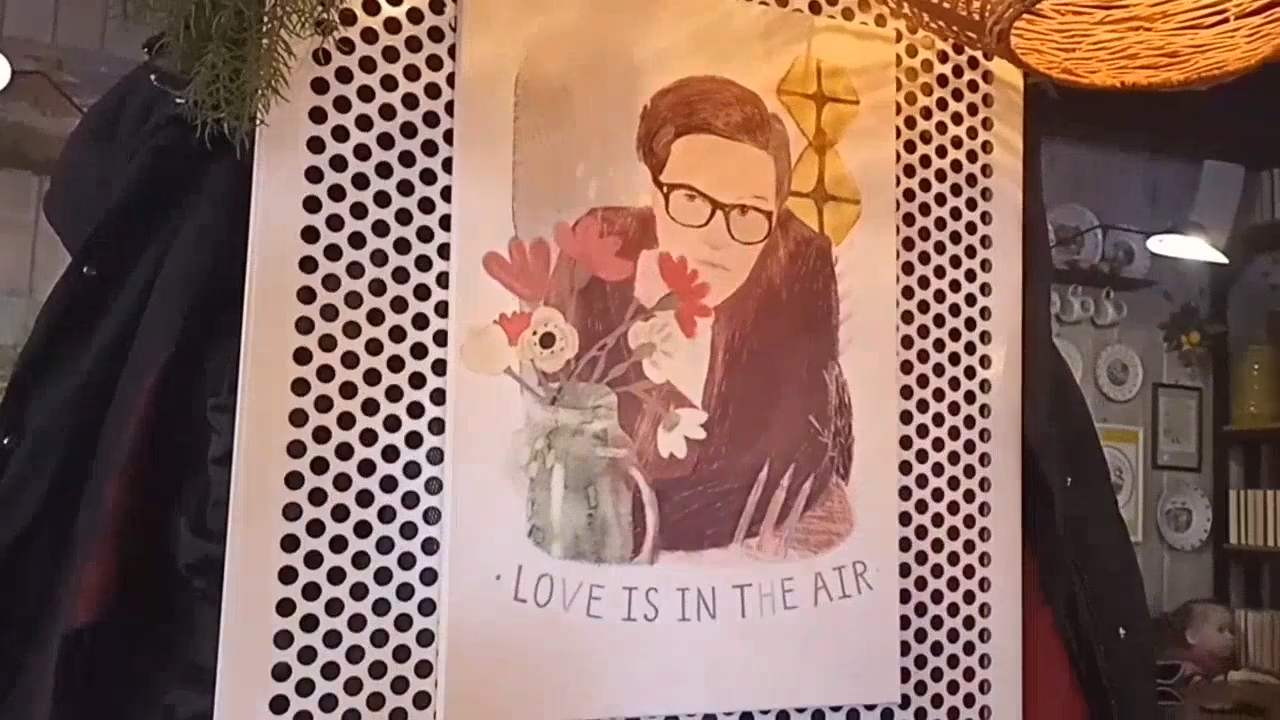 · LOVE IS IN THE AIR ·